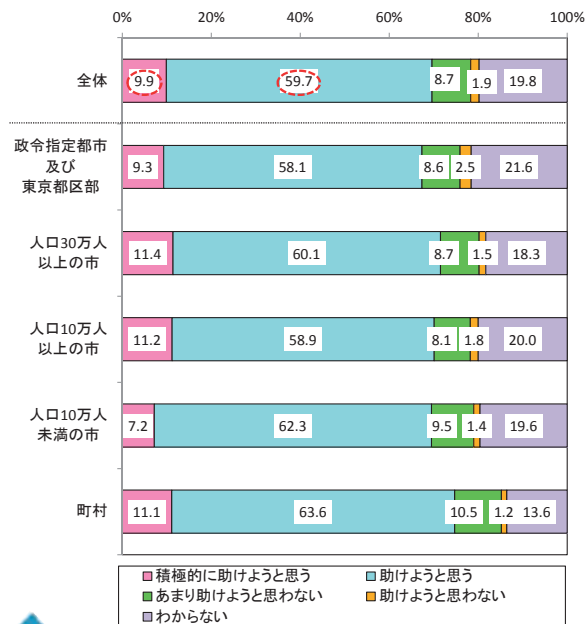 0% 20% 40% 60% 80% 100%
全体
9.9 59.7 8.7 1.9 19.8
政令指定都市
及び
東京都区部
9.3 58.1 8.6 2.5 21.6
人口30万人
以上の市
11.4 60.1 8.7 1.5 18.3
人口10万人
以上の市
11.2 58.9 8.1 1.8 20.0
人口10万人
未満の市
7.2 62.3 9.5 1.4 19.6
町村
11.1 63.6 10.5 1.2 13.6
積極的に助けようと思う 助けようと思う
あまり助けようと思わない 助けようと思わない
わからない